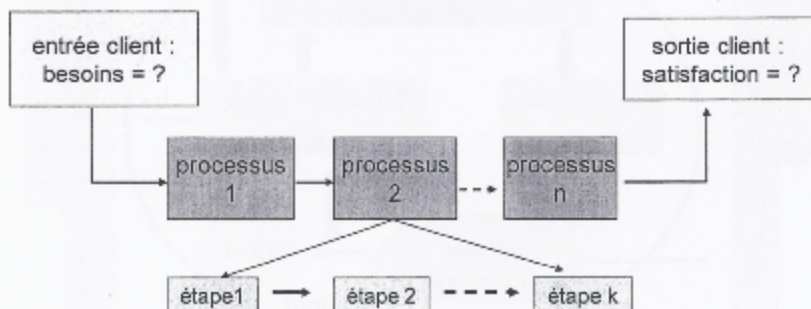 entrée client :
besoins = ?
sortie client :
satisfaction = ?
processus
1
processus
2
processus
n
étape1
étape 2
étape k